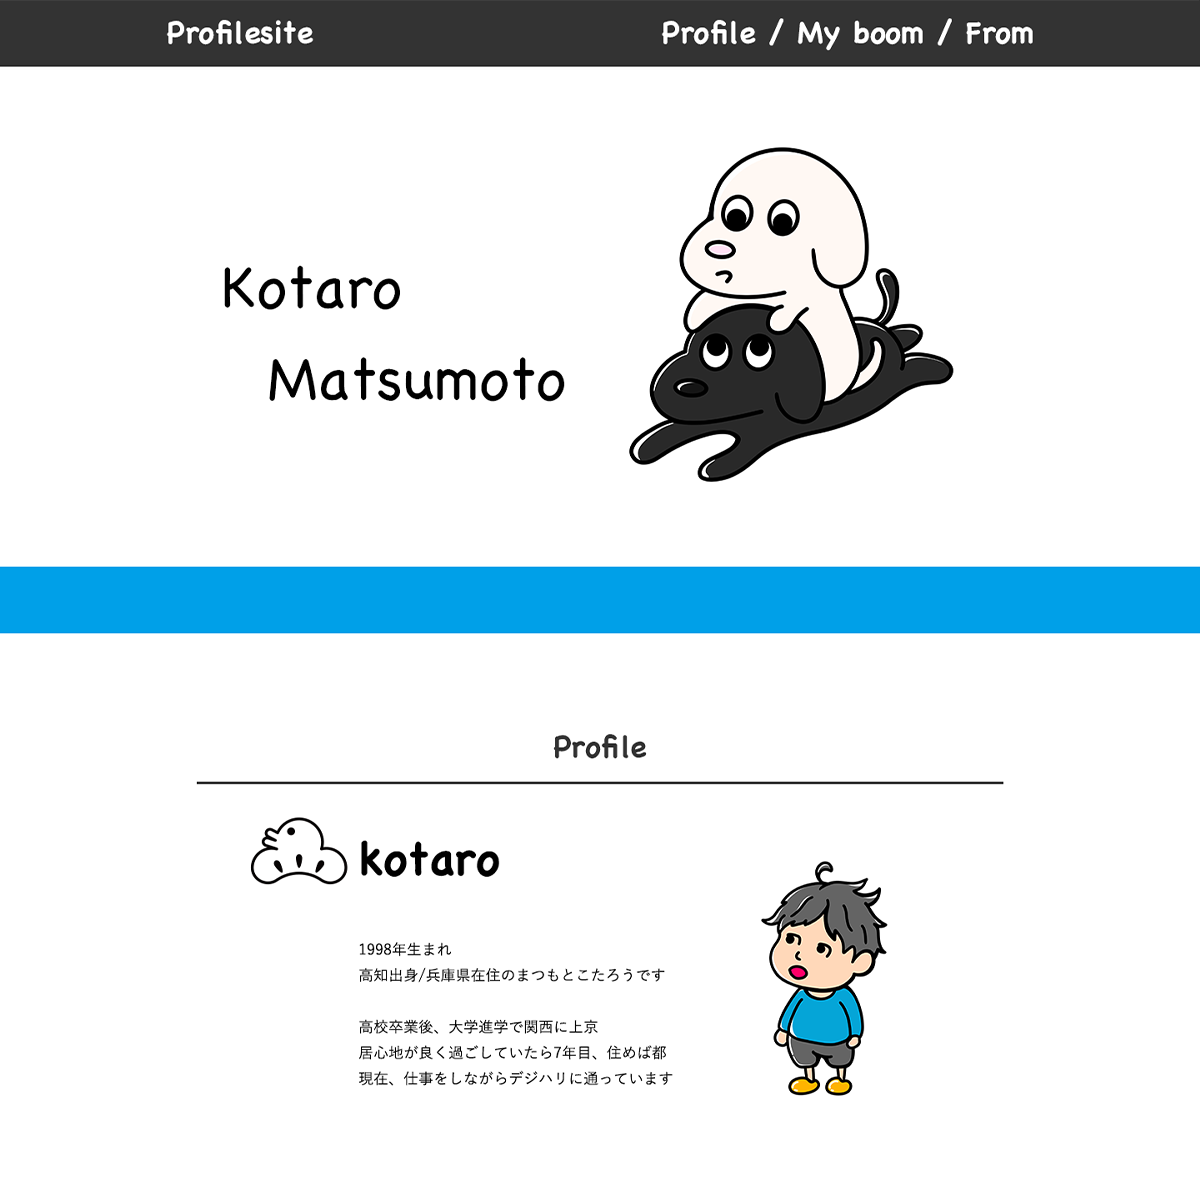 Profilesite
Profile / My boom / From
Kotaro
Matsumoto
Profile
kotaro
1998年生まれ
高知出身/兵庫県在住のまつもとこたろうです
高校卒業後、大学進学で関西に上京
居心地が良く過ごしていたら7年目、住めば都
現在、仕事をしながらデジハリに通っています